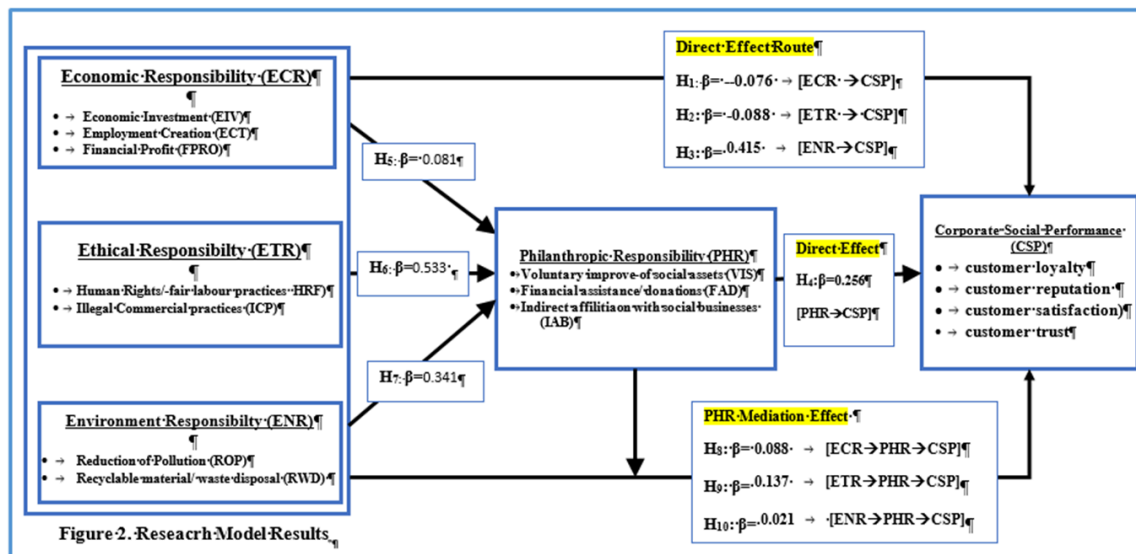 Economic·Responsibility·(ECR)¶
¶
• → Economic·Investment·(EIV)¶
• → Employment·Creation·(ECT)¶
• → Financial·Profit·(FPRO)¶
Ethical·Responsibilty·(ETR)¶
¶
• → Human·Rights/·fair·labour·practices··HRF)¶
• → Illegal·Commercial·practices·(ICP)¶
Environment·Responsibilty·(ENR)¶
¶
• → Reduction·of·Pollution·(ROP)¶
• → Recyclable·material/·waste·disposal·(RWD)¶
Figure·2.·Reseacrh·Model·Results.¶
H5:·β=·0.081¶
H6:·β=0.533·¶
H7:·β=0.341¶
Philanthropic·Responsibility·(PHR)¶
•→Voluntary·improve·of·social·assets·(VIS)¶
•→Financial·assistance/·donations·(FAD)¶
•→Indirect·affilitiaon·with·social·businesses·
(IAB)¶
Direct·Effect·Route¶
H1:·β=·--0.076·→·[ECR·→CSP]¶
H2:·β=·-0.088·→·[ETR·→·CSP]¶
H3:·β=.0.415·→·[ENR→CSP]¶
Direct·Effect¶
H4:β=0.256¶
[PHR→CSP]¶
Corporate·Social·Performance·
(CSP)¶
• → customer·loyalty¶
• → customer·reputation·¶
• → customer·satisfaction)¶
• → customer·trust¶
PHR·Mediation·Effect·¶
H8:·β=·0.088·→·[ECR→PHR→CSP]¶
H9:·β=.0.137·→·[ETR→PHR→CSP]¶
H10:·β=.0.021·→·[ENR→PHR→CSP]¶